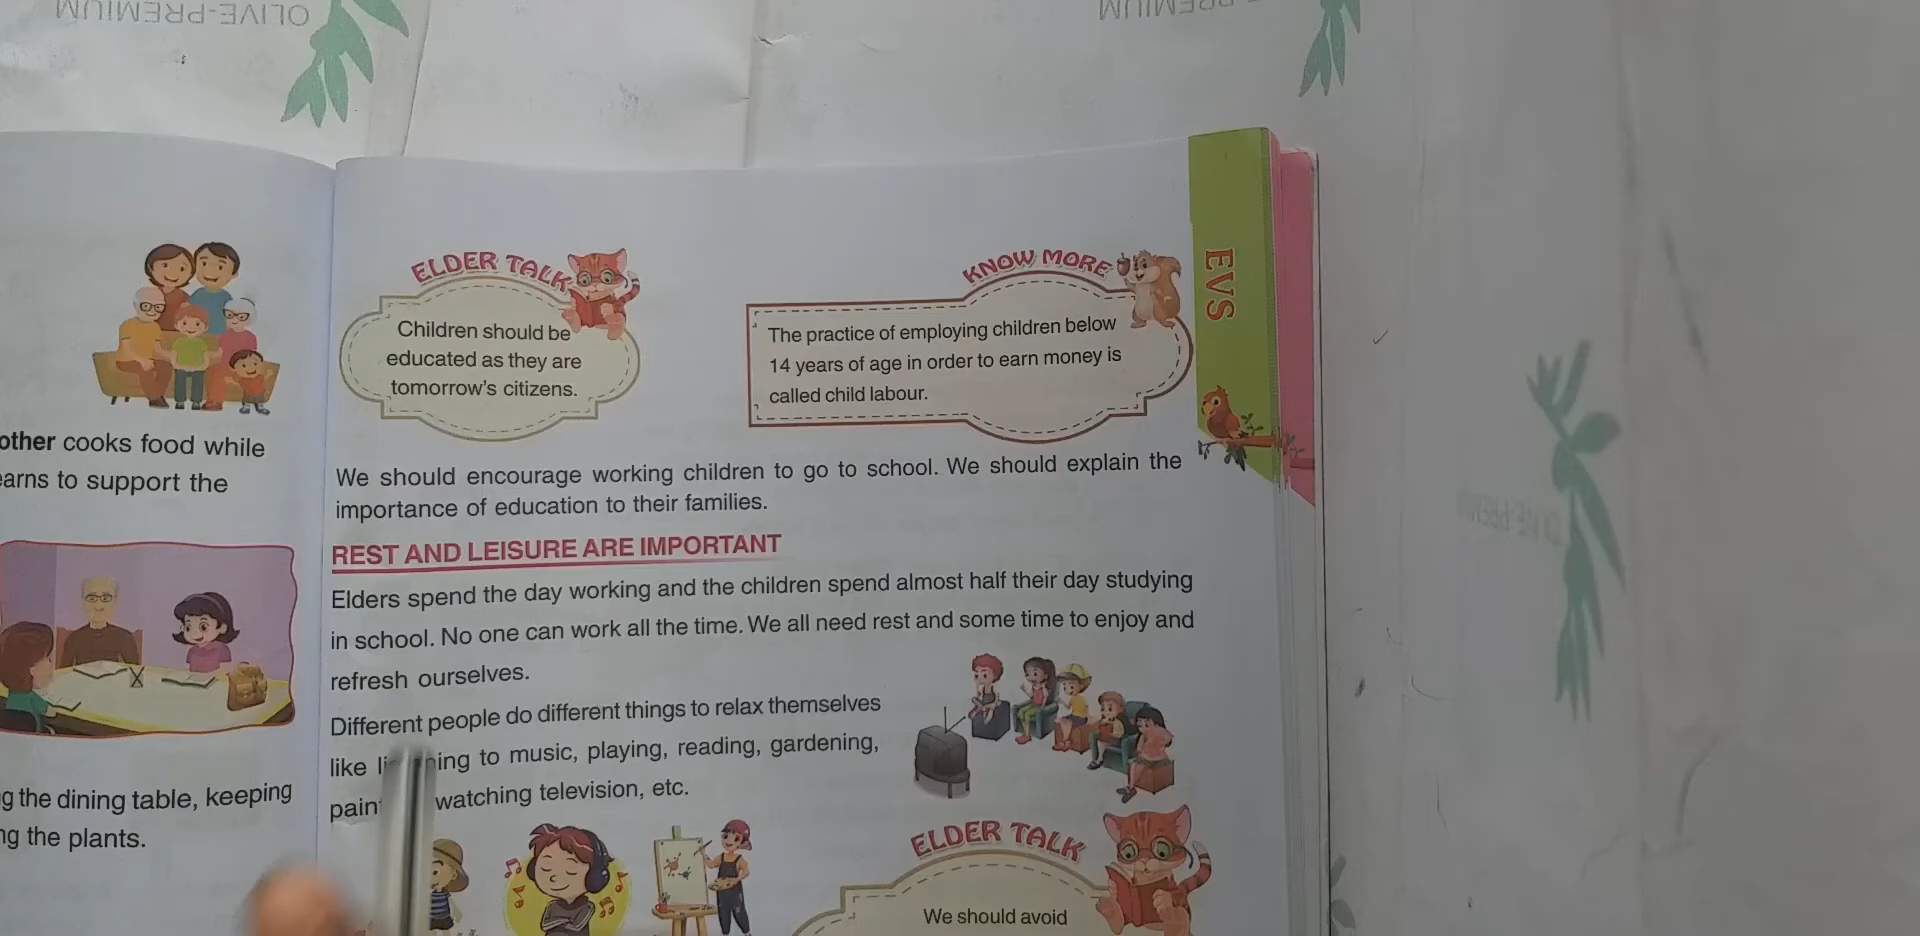 OLIVE-PREMIUM
PREMIUM
other cooks food while
earns to support the
g the dining table, keeping
ng the plants.
ELDER TALK
Children should be
educated as they are
tomorrow's citizens.
KNOW MORE
The practice of employing children below
14 years of age in order to earn money is
called child labour.
EVS
We should encourage working children to go to school. We should explain the
importance of education to their families.
REST AND LEISURE ARE IMPORTANT
Elders spend the day working and the children spend almost half their day studying
in school. No one can work all the time. We all need rest and some time to enjoy and
refresh ourselves.
Different people do different things to relax themselves
like ning to music, playing, reading, gardening,
pain watching television, etc.
ELDER TALK
We should avoid
OLIVE-PREMI